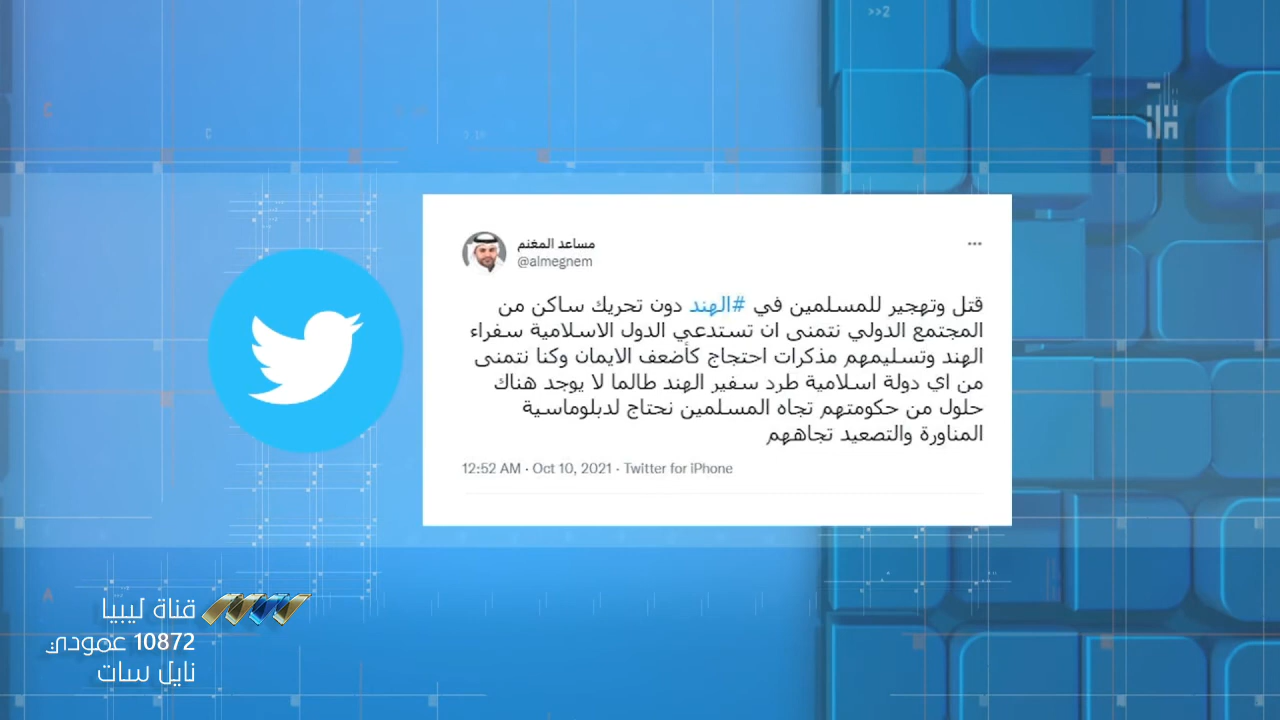 >>2
مساعد المغنم
@almegnem
قتل وتهجير للمسلمين في #الهند دون تحريك ساكن من
المجتمع الدولي نتمنى ان تستدعي الدول الاسلامية سفراء
الهند وتسليمهم مذكرات احتجاج كأضعف الايمان وكنا نتمنى
من اي دولة اسلامية طرد سفير الهند طالما لا يوجد هناك
حلول من حكومتهم تجاه المسلمين نحتاج لدبلوماسية
المناورة والتصعيد تجاههم
12:52 AM · Oct 10, 2021 · Twitter for iPhone
قناة ليبيا
10872 عمودي
نايل سات